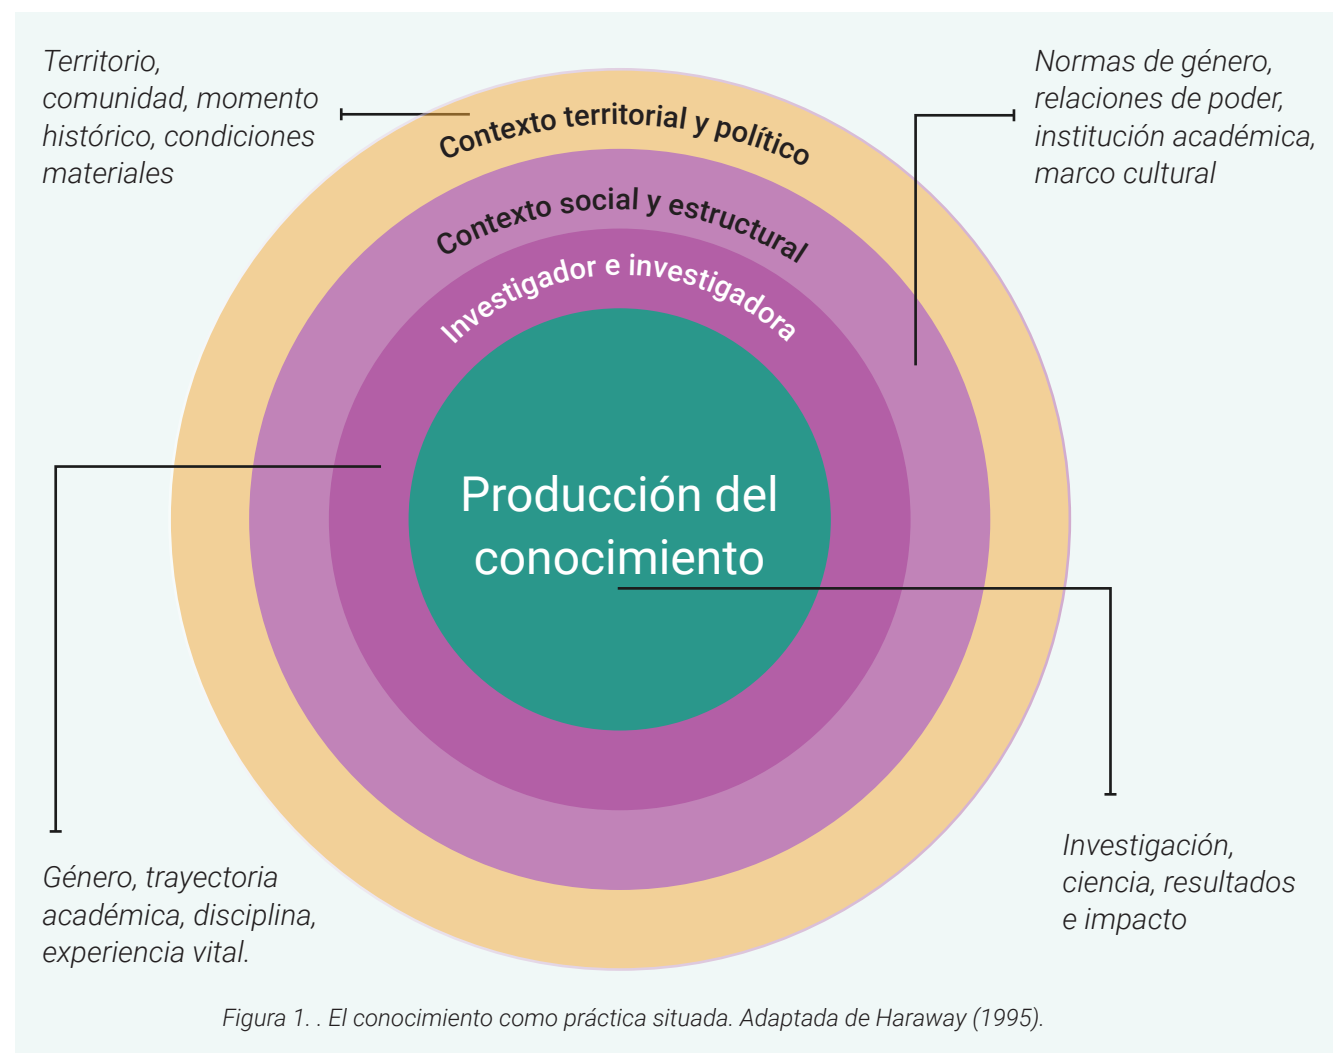 Territorio,
comunidad, momento
histórico, condiciones
materiales
Normas de género,
relaciones de poder,
institución académica,
marco cultural
Contexto territorial y político
Contexto social y estructural
Investigador e investigadora
Producción del
conocimiento
Género, trayectoria
académica, disciplina,
experiencia vital.
Investigación,
ciencia, resultados
e impacto
Figura 1. . El conocimiento como práctica situada. Adaptada de Haraway (1995).